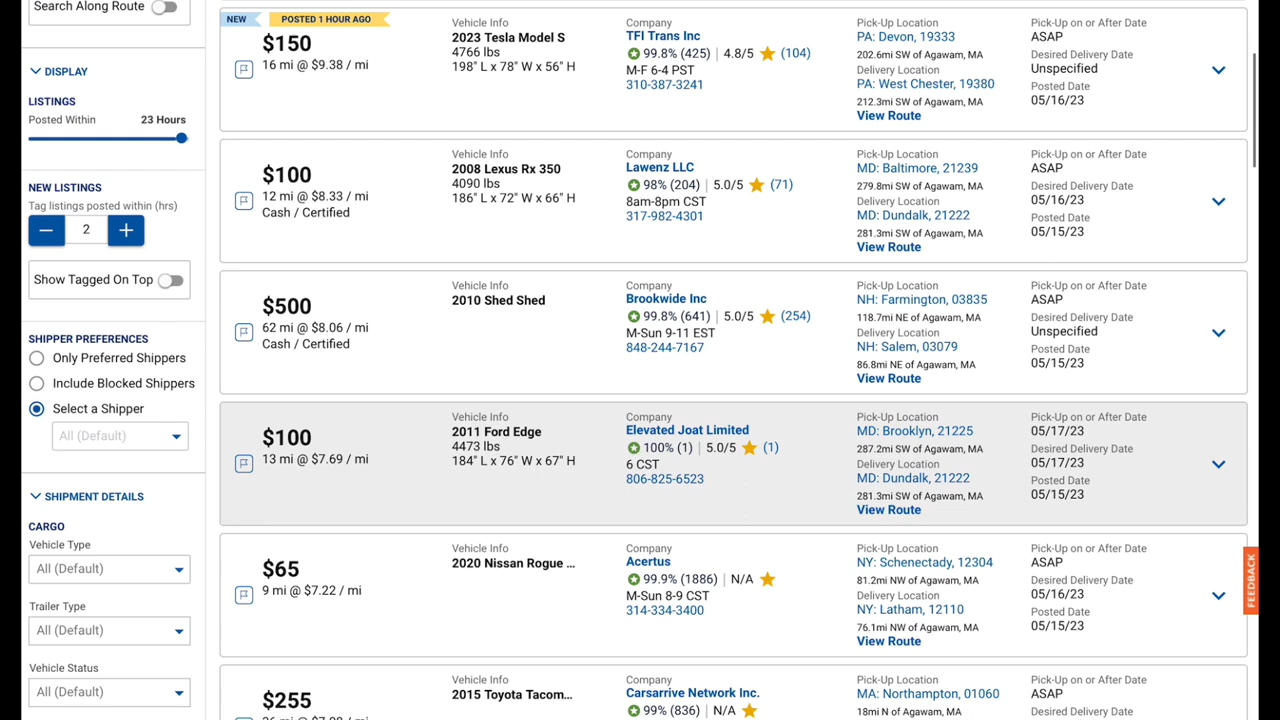 Search Along Route
DISPLAY
LISTINGS
Posted Within 23 Hours
NEW LISTINGS
Tag listings posted within (hrs)
− 2 +
Show Tagged On Top
SHIPPER PREFERENCES
Only Preferred Shippers
Include Blocked Shippers
Select a Shipper
All (Default)
SHIPMENT DETAILS
CARGO
Vehicle Type
All (Default)
Trailer Type
All (Default)
Vehicle Status
All (Default)
NEW POSTED 1 HOUR AGO
$150
16 mi @ $9.38 / mi
Vehicle Info
2023 Tesla Model S
4766 lbs
198" L x 78" W x 56" H
Company
TFI Trans Inc
99.8% (425) | 4.8/5 (104)
M-F 6-4 PST
310-387-3241
Pick-Up Location
PA: Devon, 19333
202.6mi SW of Agawam, MA
Delivery Location
PA: West Chester, 19380
212.3mi SW of Agawam, MA
View Route
Pick-Up on or After Date
ASAP
Desired Delivery Date
Unspecified
Posted Date
05/16/23
$100
12 mi @ $8.33 / mi
Cash / Certified
Vehicle Info
2008 Lexus Rx 350
4090 lbs
186" L x 72" W x 66" H
Company
Lawenz LLC
98% (204) | 5.0/5 (71)
8am-8pm CST
317-982-4301
Pick-Up Location
MD: Baltimore, 21239
279.8mi SW of Agawam, MA
Delivery Location
MD: Dundalk, 21222
281.3mi SW of Agawam, MA
View Route
Pick-Up on or After Date
ASAP
Desired Delivery Date
05/16/23
Posted Date
05/15/23
$500
62 mi @ $8.06 / mi
Cash / Certified
Vehicle Info
2010 Shed Shed
Company
Brookwide Inc
99.8% (641) | 5.0/5 (254)
M-Sun 9-11 EST
848-244-7167
Pick-Up Location
NH: Farmington, 03835
118.7mi NE of Agawam, MA
Delivery Location
NH: Salem, 03079
86.8mi NE of Agawam, MA
View Route
Pick-Up on or After Date
ASAP
Desired Delivery Date
Unspecified
Posted Date
05/15/23
$100
13 mi @ $7.69 / mi
Vehicle Info
2011 Ford Edge
4473 lbs
184" L x 76" W x 67" H
Company
Elevated Joat Limited
100% (1) | 5.0/5 (1)
6 CST
806-825-6523
Pick-Up Location
MD: Brooklyn, 21225
287.2mi SW of Agawam, MA
Delivery Location
MD: Dundalk, 21222
281.3mi SW of Agawam, MA
View Route
Pick-Up on or After Date
05/17/23
Desired Delivery Date
05/17/23
Posted Date
05/15/23
$65
9 mi @ $7.22 / mi
Vehicle Info
2020 Nissan Rogue ...
Company
Acertus
99.9% (1886) | N/A
M-Sun 8-9 CST
314-334-3400
Pick-Up Location
NY: Schenectady, 12304
81.2mi NW of Agawam, MA
Delivery Location
NY: Latham, 12110
76.1mi NW of Agawam, MA
View Route
Pick-Up on or After Date
ASAP
Desired Delivery Date
05/16/23
Posted Date
05/15/23
$255
Vehicle Info
2015 Toyota Tacom...
Company
Carsarrive Network Inc.
99% (836) | N/A
Pick-Up Location
MA: Northampton, 01060
18mi N of Agawam, MA
Pick-Up on or After Date
ASAP
Desired Delivery Date
FEEDBACK